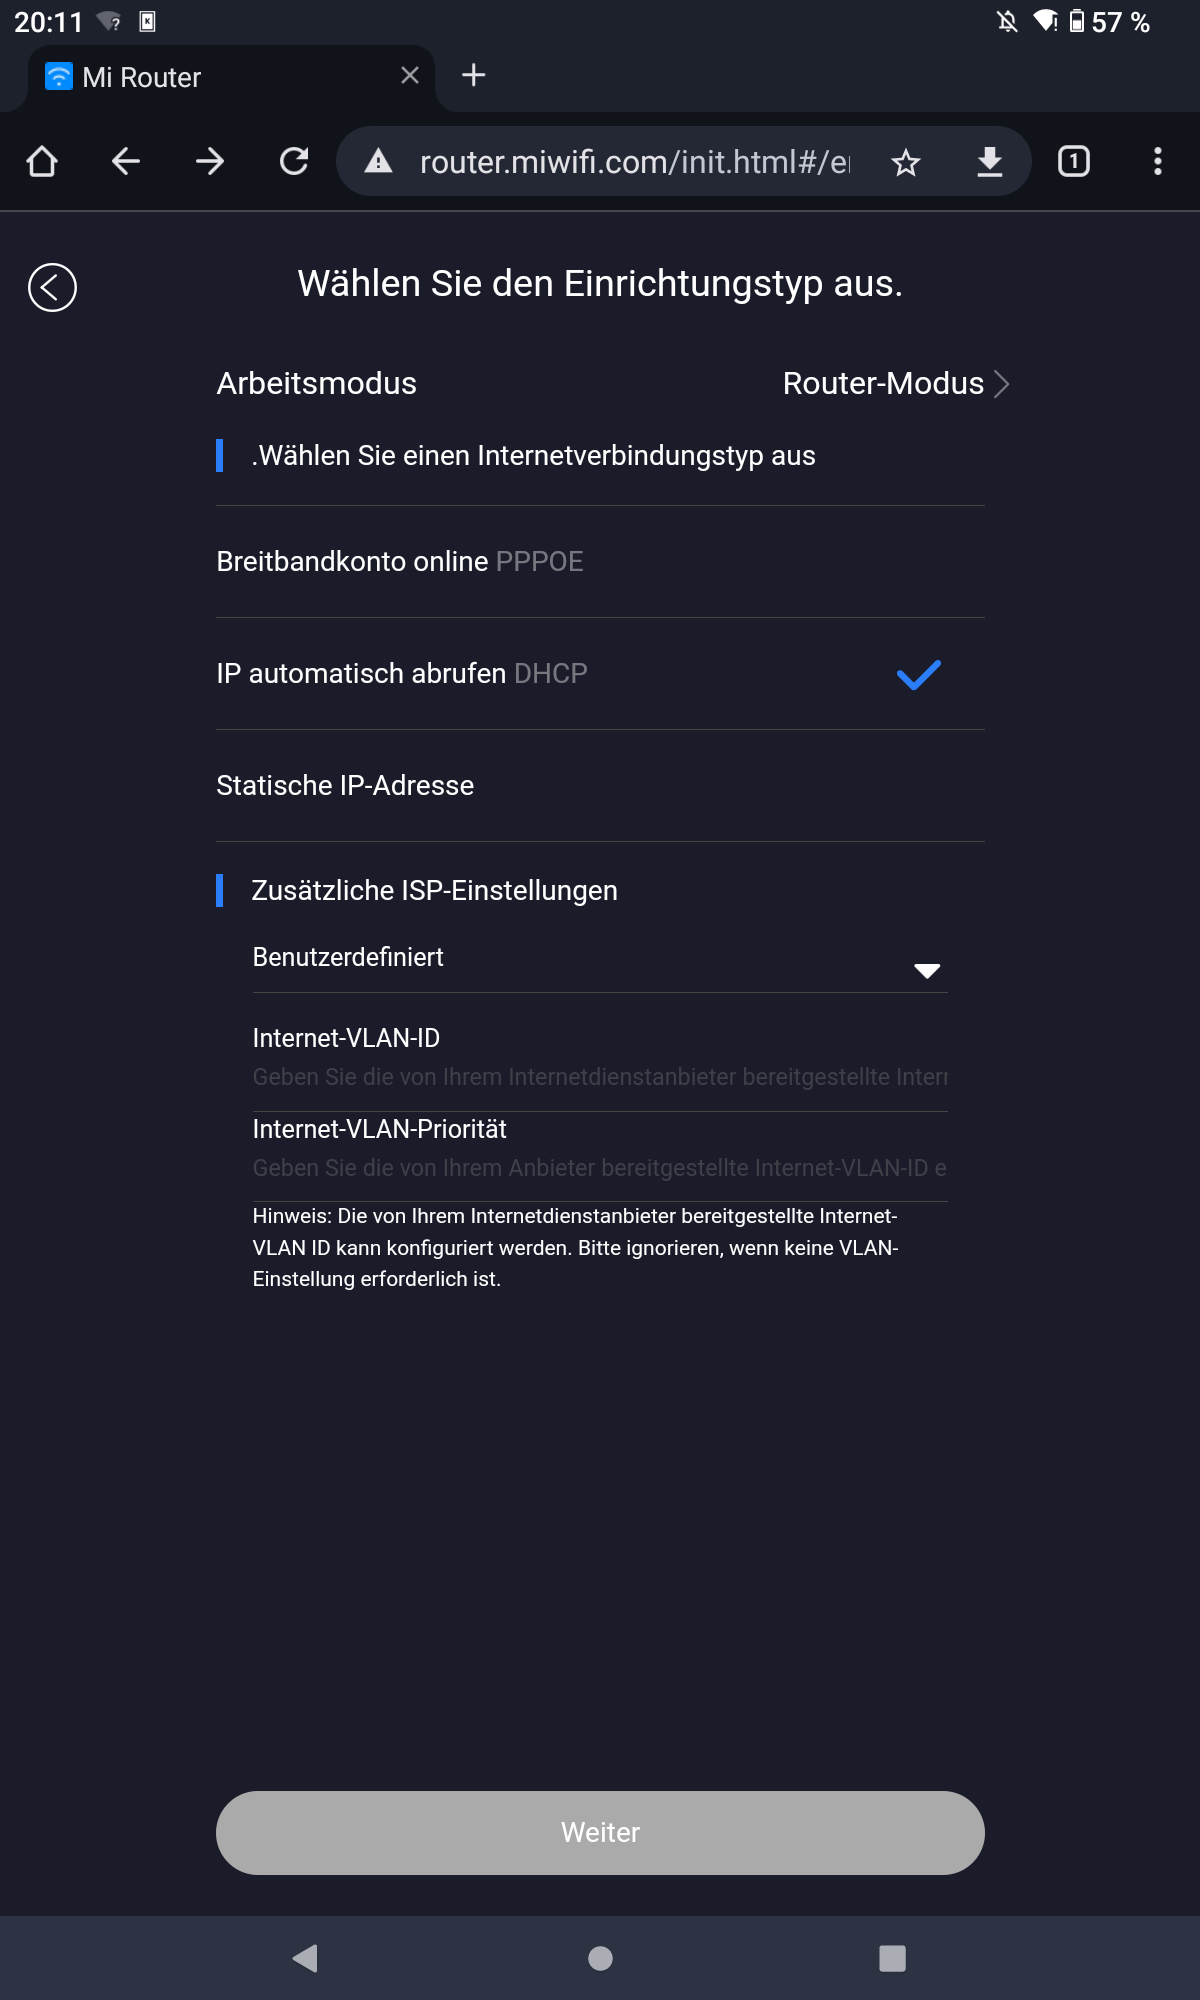 20:11
57 %
Mi Router
router.miwifi.com/init.html#/e
1
Wählen Sie den Einrichtungstyp aus.
Arbeitsmodus Router-Modus
.Wählen Sie einen Internetverbindungstyp aus
Breitbandkonto online PPPOE
IP automatisch abrufen DHCP
Statische IP-Adresse
Zusätzliche ISP-Einstellungen
Benutzerdefiniert
Internet-VLAN-ID
Geben Sie die von Ihrem Internetdienstanbieter bereitgestellte Inter
Internet-VLAN-Priorität
Geben Sie die von Ihrem Anbieter bereitgestellte Internet-VLAN-ID e
Hinweis: Die von Ihrem Internetdienstanbieter bereitgestellte Internet-
VLAN ID kann konfiguriert werden. Bitte ignorieren, wenn keine VLAN-
Einstellung erforderlich ist.
Weiter